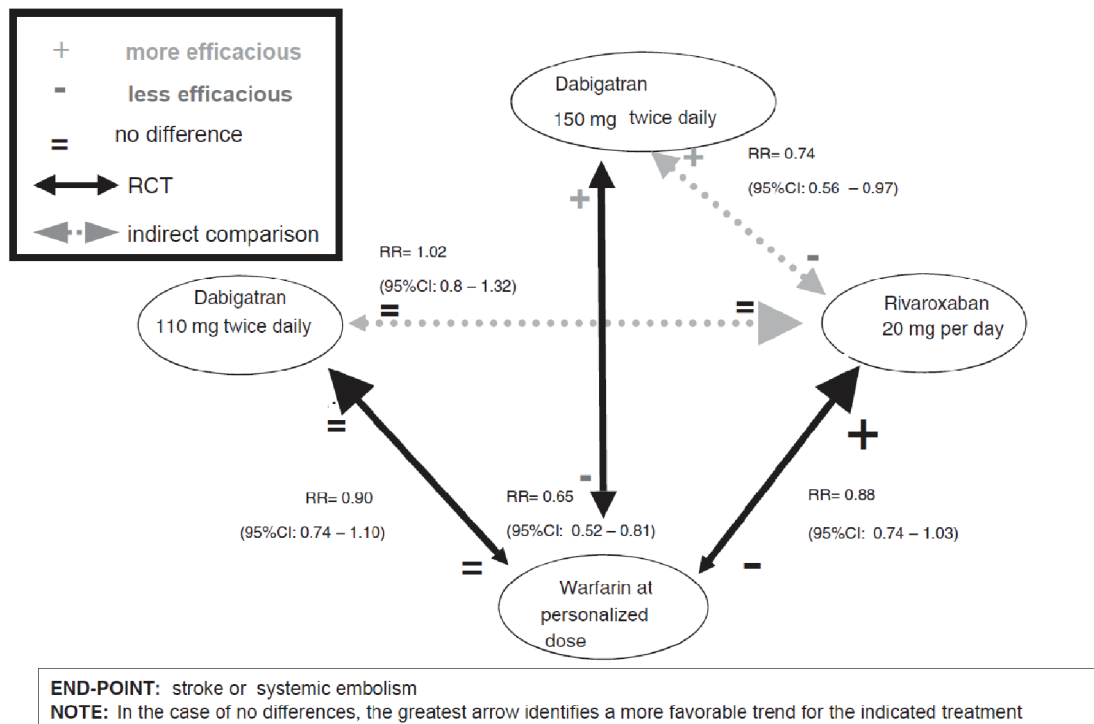 + more efficacious
- less efficacious
= no difference
RCT
indirect comparison
Dabigatran
150 mg twice daily
+
RR= 0.74
(95%CI: 0.56 – 0.97)
+
-
RR= 1.02
(95%CI: 0.8 – 1.32)
=
=
Dabigatran
110 mg twice daily
Rivaroxaban
20 mg per day
=
+
-
RR= 0.90
(95%CI: 0.74 – 1.10)
RR= 0.65
(95%CI: 0.52 – 0.81)
RR= 0.88
(95%CI: 0.74 – 1.03)
=
-
Warfarin at
personalized
dose
END-POINT: stroke or systemic embolism
NOTE: In the case of no differences, the greatest arrow identifies a more favorable trend for the indicated treatment